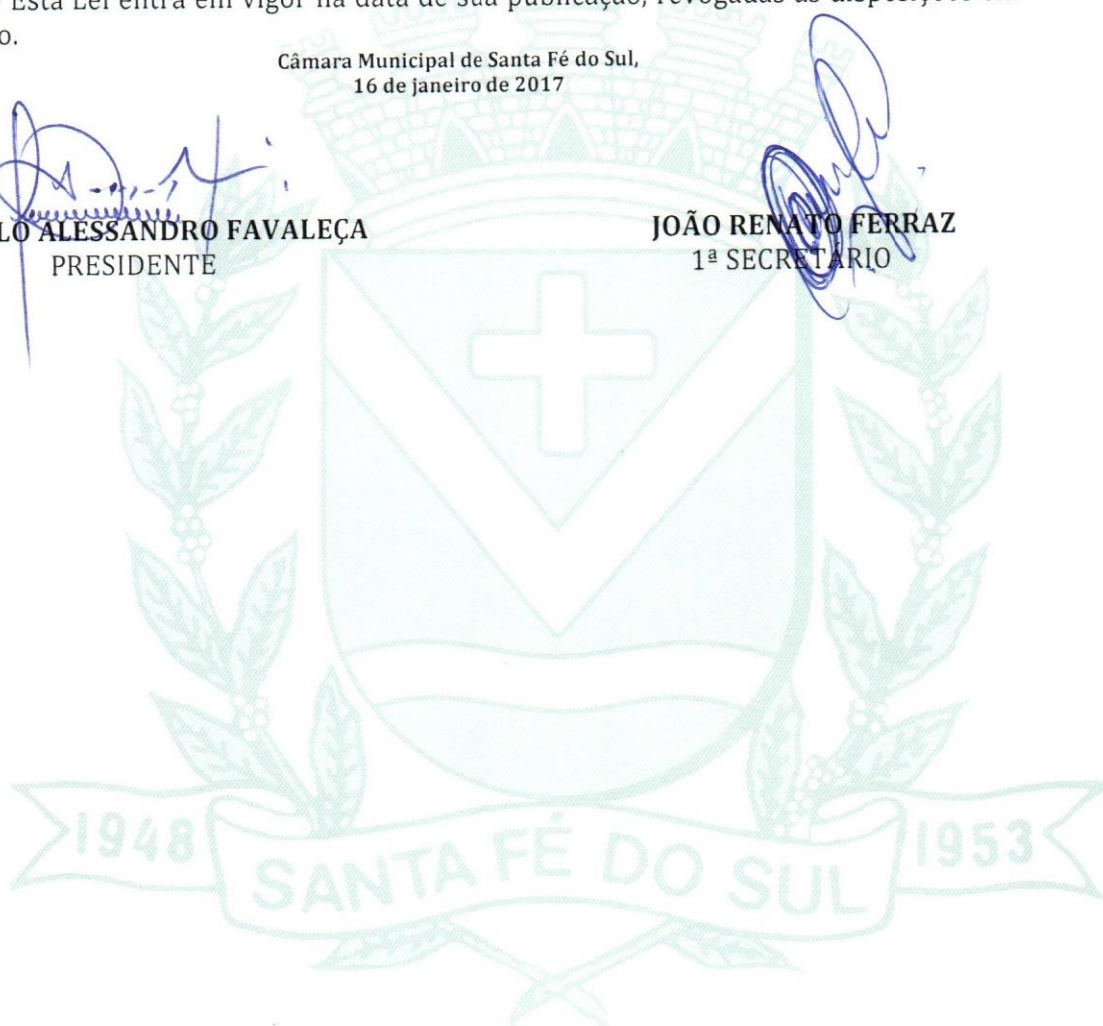 Esta Lei entra em vigor na data de sua publicação, revogadas as disposições
o.
Câmara Municipal de Santa Fé do Sul,
16 de janeiro de 2017
LO ALESSANDRO FAVALEÇA
PRESIDENTE
JOÃO RENATO FERRAZ
1ª SECRETÁRIO
1948
SANTA FÉ DO SUL
1953